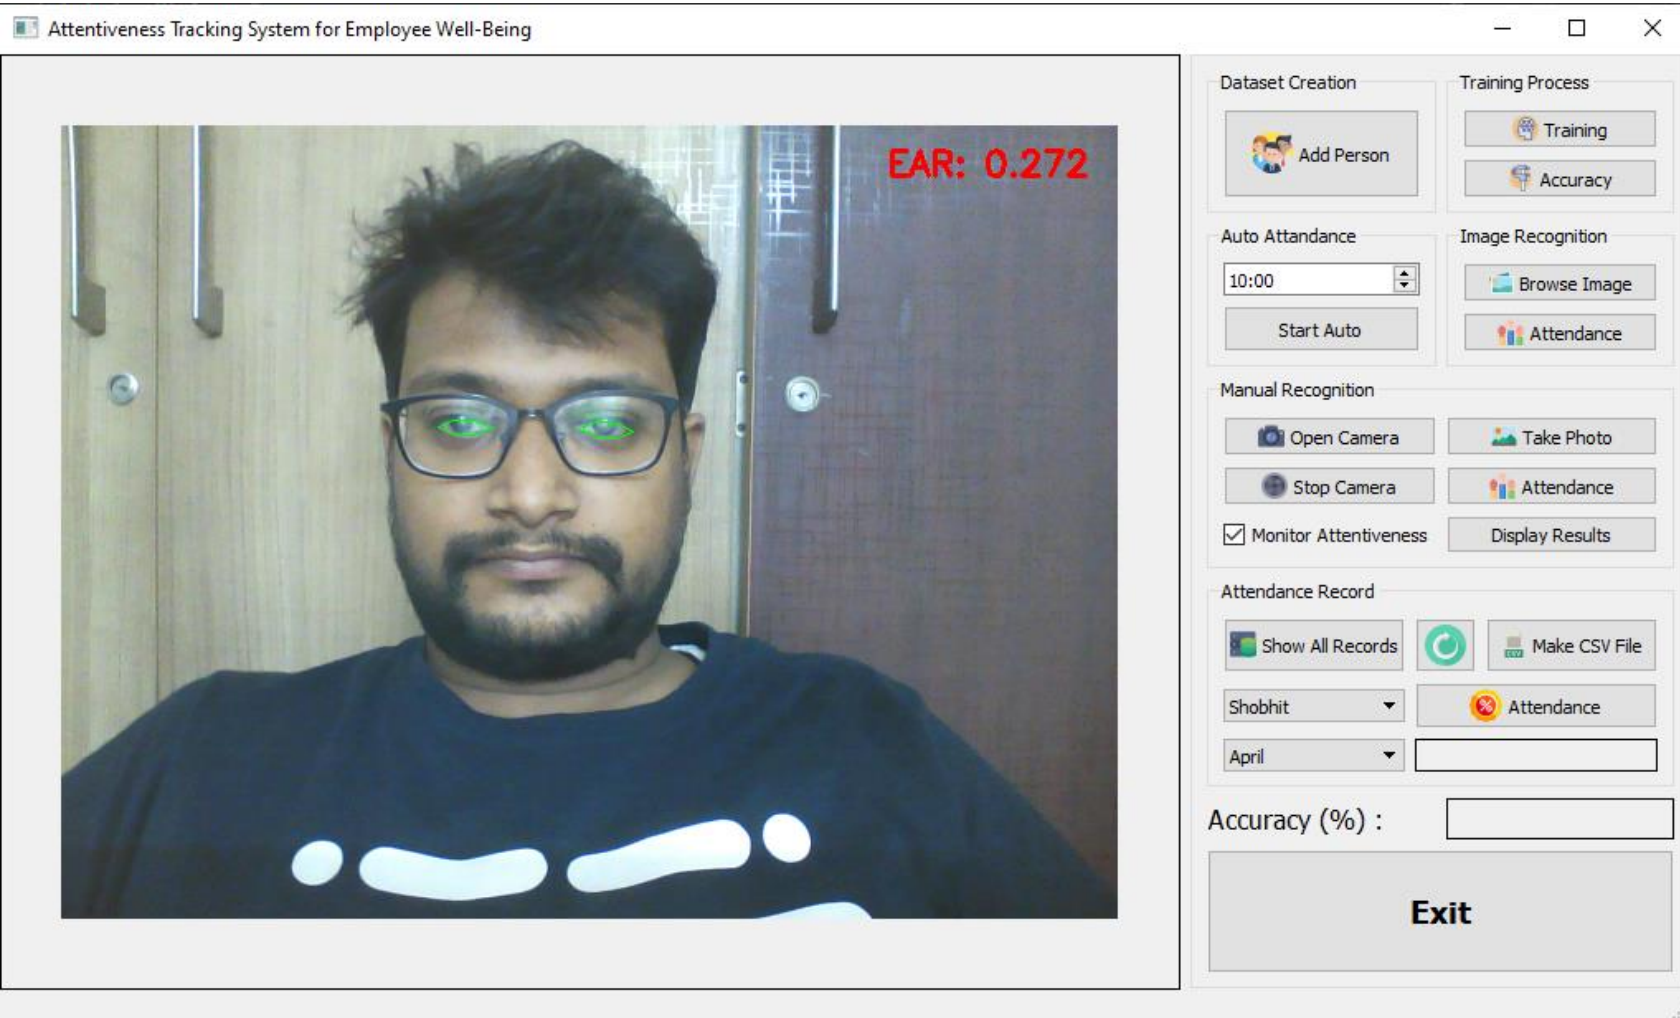 Attentiveness Tracking System for Employee Well-Being
EAR: 0.272
Dataset Creation
Add Person
Training Process
Training
Accuracy
Auto Attandance
10:00
Start Auto
Image Recognition
Browse Image
Attendance
Manual Recognition
Open Camera
Take Photo
Stop Camera
Attendance
Monitor Attentiveness
Display Results
Attendance Record
Show All Records
CSV
Make CSV File
Shobhit
%
Attendance
April
Accuracy (%) :
Exit